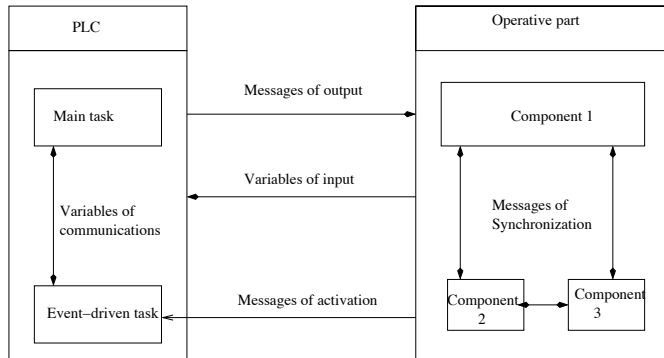 PLC
Operative part
Main task
Messages of output
Component 1
Variables of input
Variables of
communications
Messages of
Synchronization
Event–driven task
Messages of activation
Component
2
Component
3